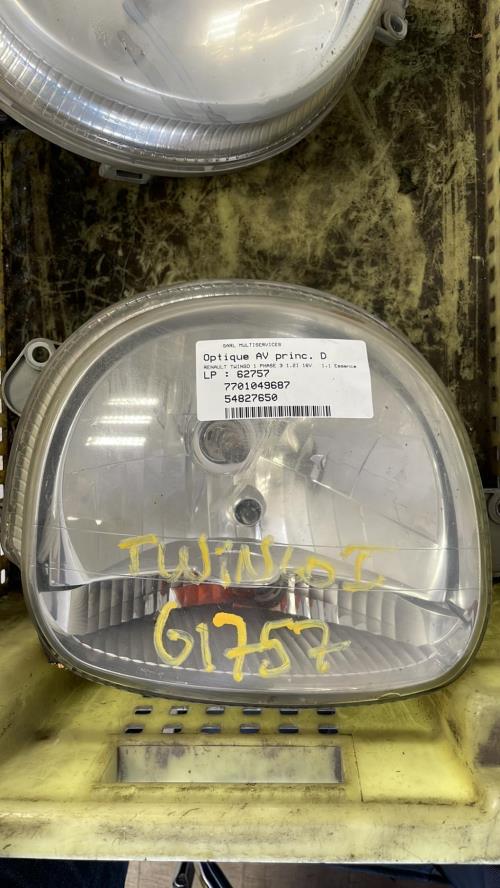 SARL MULTISERVICES
Optique AV princ. D
RENAULT TWINGO 1 PHASE 3 1.2I 16V 1-1 Essence
LP : 62757
7701049687
54827650
TWiNGO I
G1757